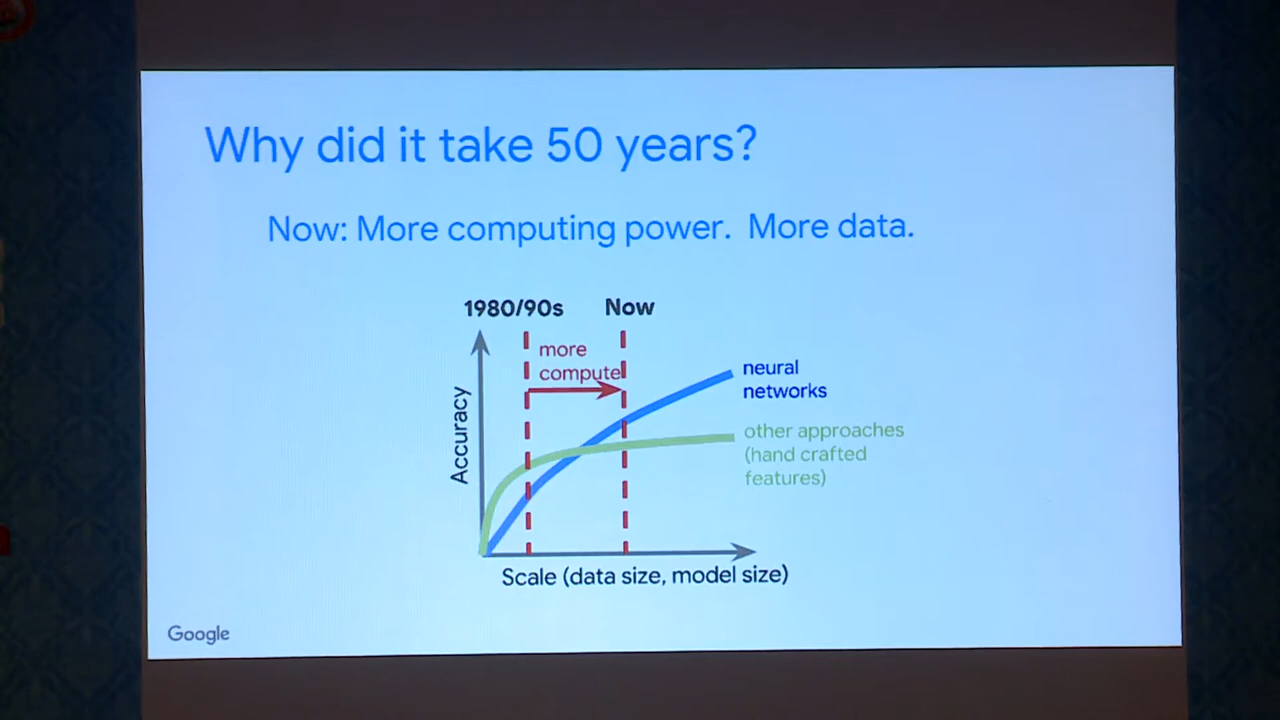 Why did it take 50 years?
Now: More computing power. More data.
1980/90s Now
more
compute
neural
networks
Accuracy
other approaches
(hand crafted
features)
Scale (data size, model size)
Google